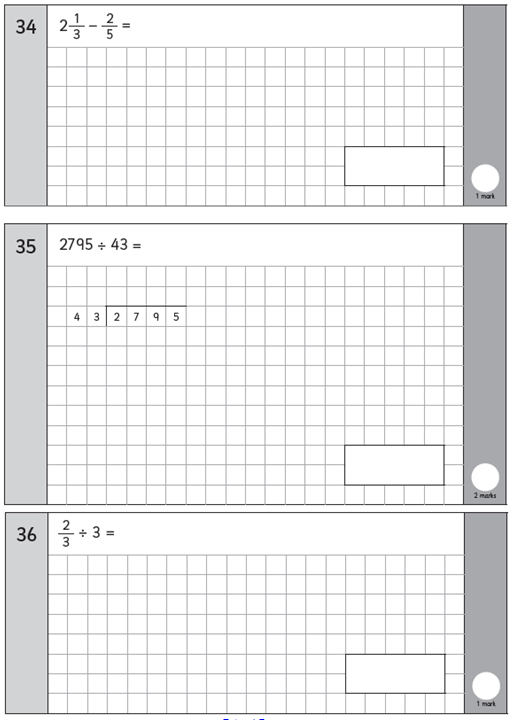 34
2 1/3 − 2/5 =
1 mark
35
2795 ÷ 43 =
4 3 2 7 9 5
2 marks
36
2/3 ÷ 3 =
1 mark